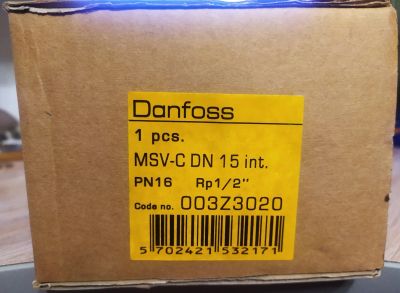 Danfoss
1 pcs.
MSV-C DN 15 int.
PN16 Rp1/2"
Code no. 003Z3020
5 702421 532171